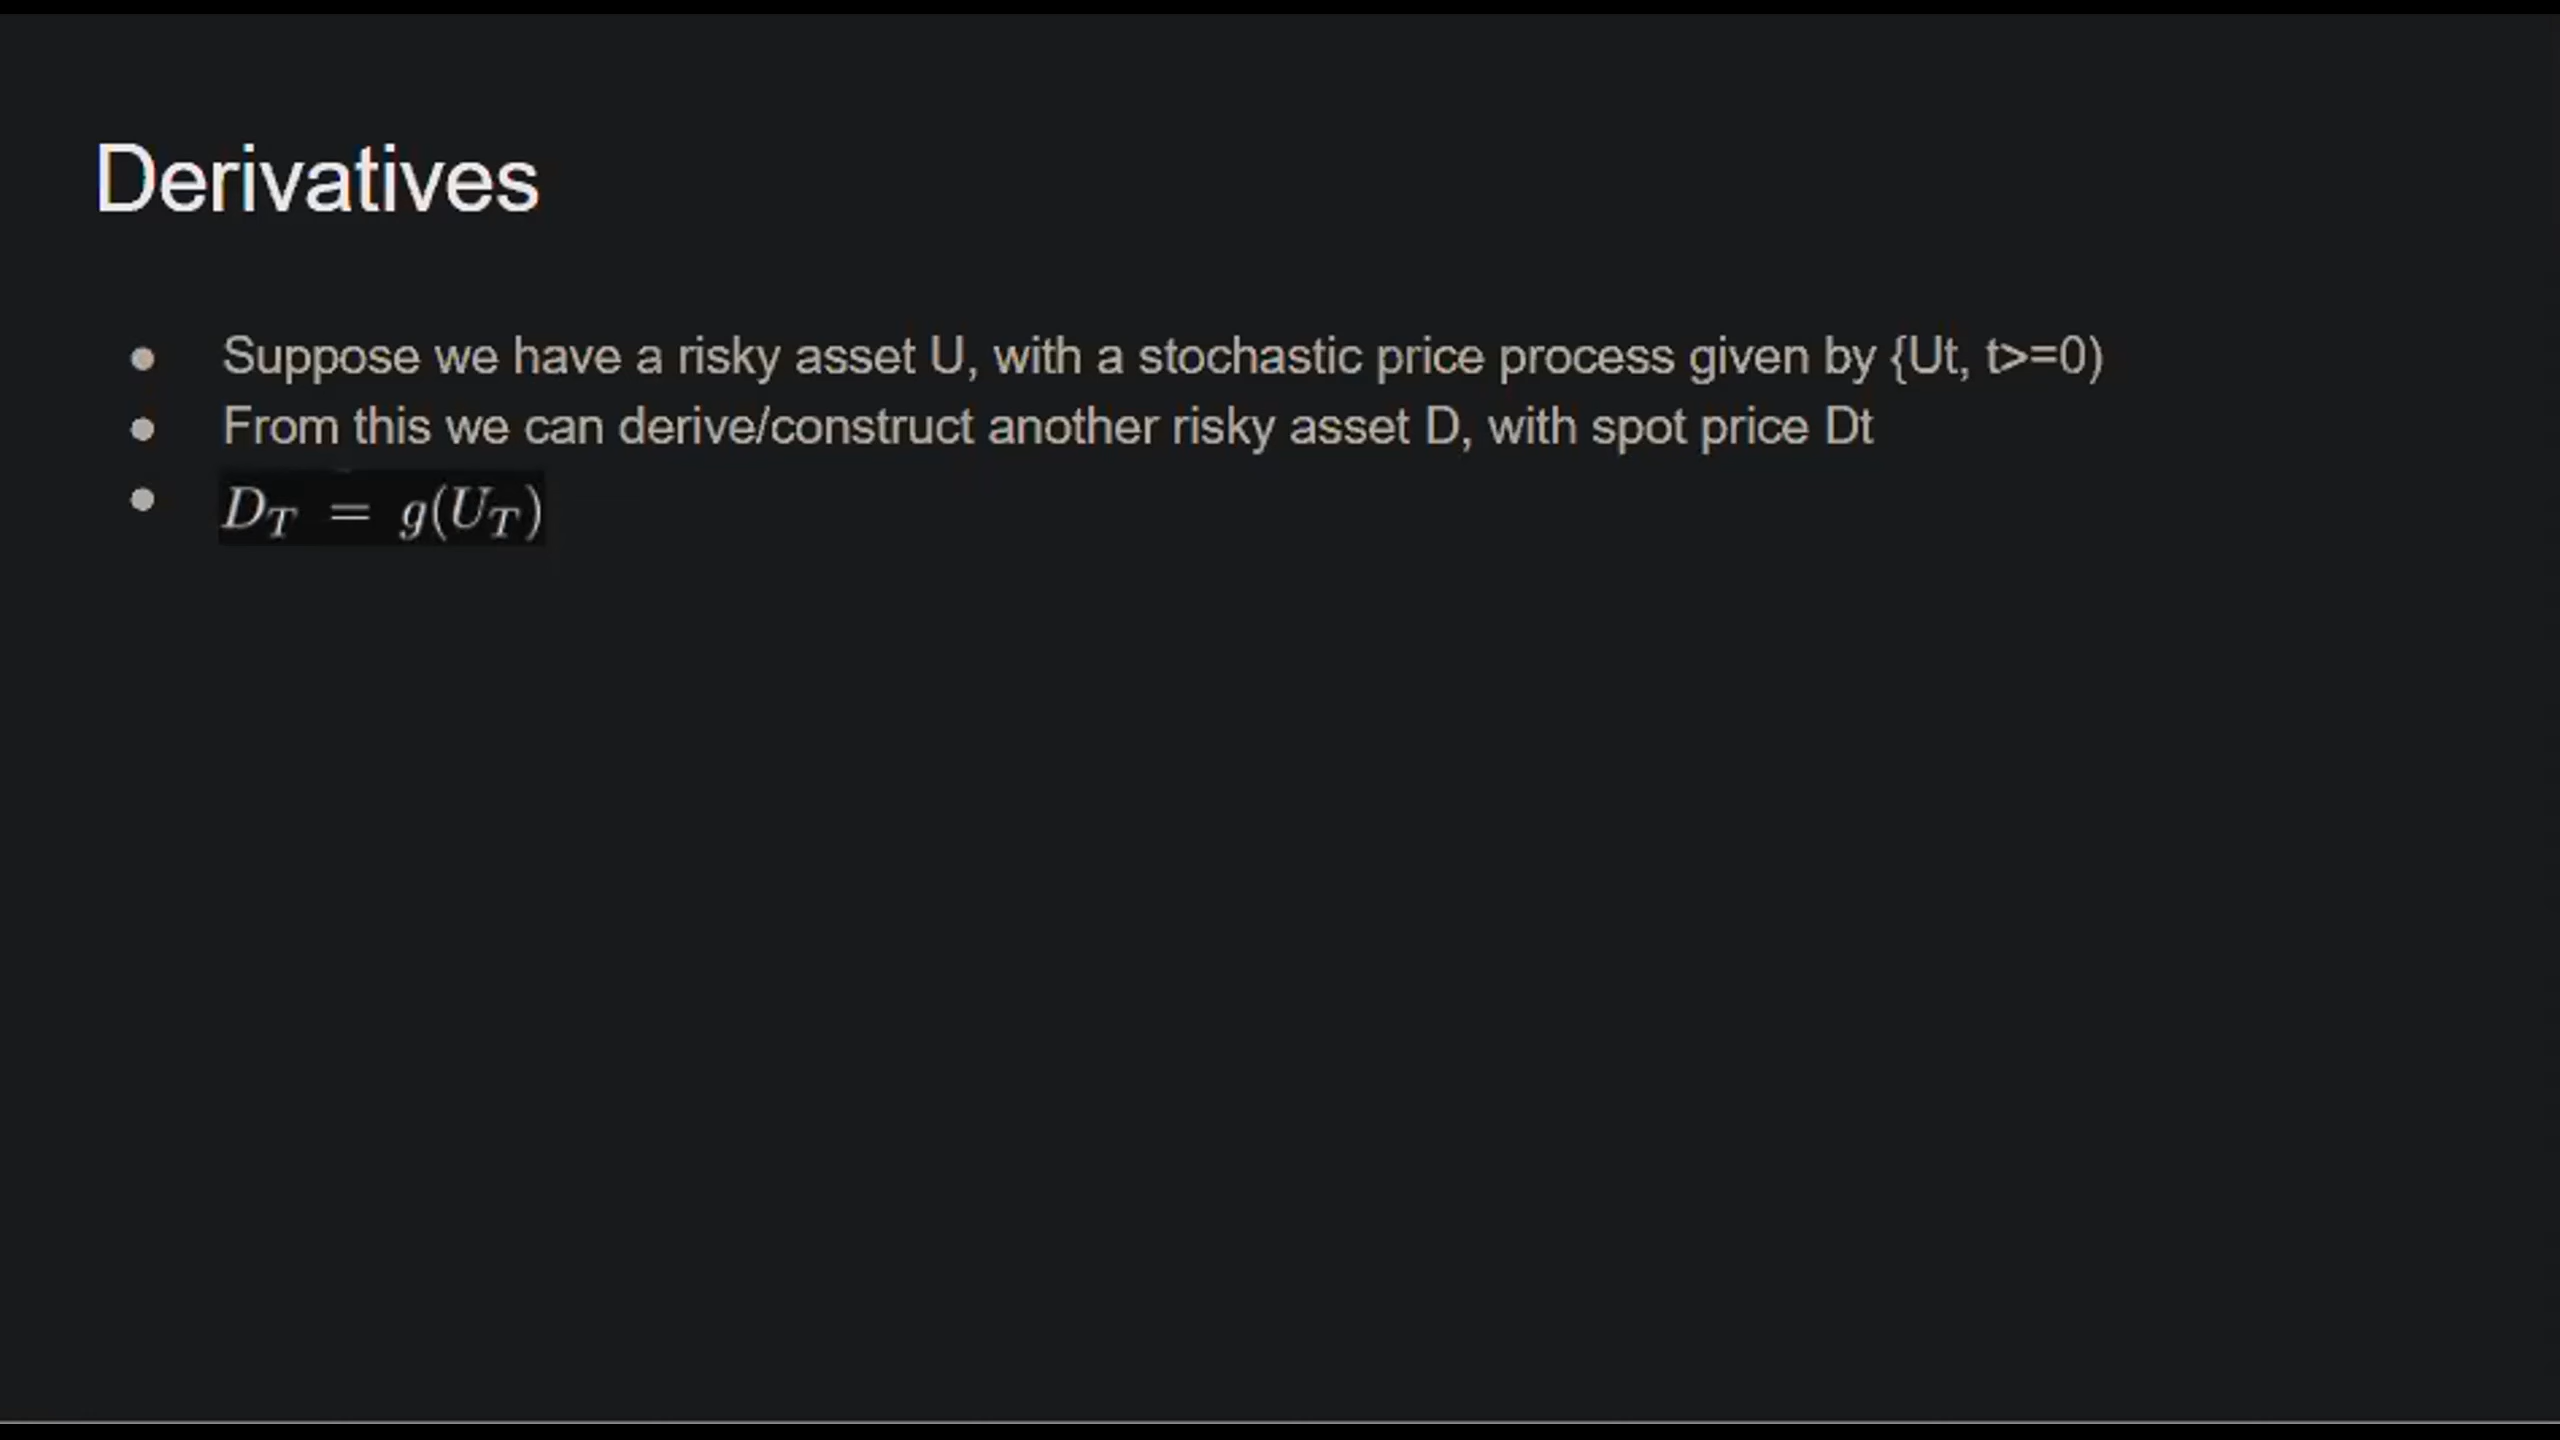 Derivatives
● Suppose we have a risky asset U, with a stochastic price process given by {Ut, t>=0)
● From this we can derive/construct another risky asset D, with spot price Dt
● D_T = g(U_T)